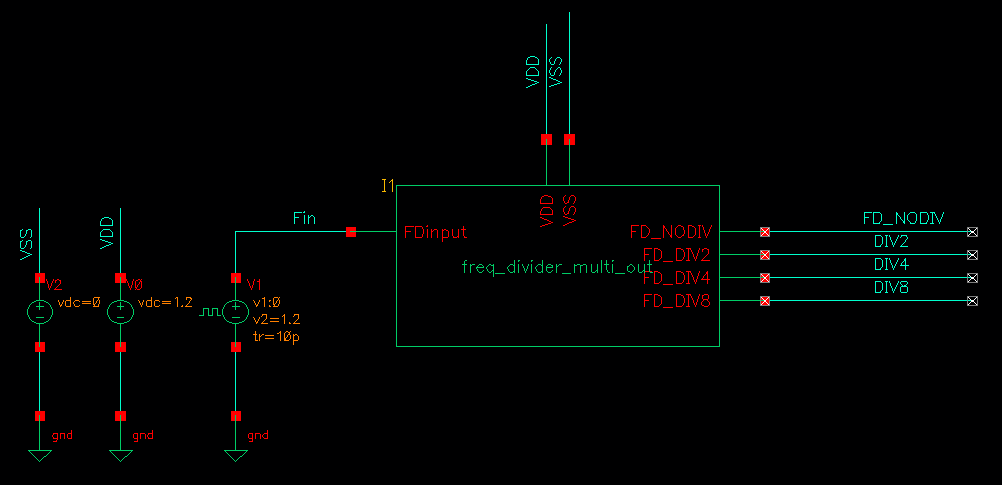 VDD
VSS
I1
VDD
VSS
Fin
FDinput
FD_NODIV
FD_DIV2
freq_divider_multi_out
FD_DIV4
FD_DIV8
FD_NODIV
DIV2
DIV4
DIV8
VSS
VDD
V2
vdc=0
V0
vdc=1.2
V1
v1:0
v2=1.2
tr=10p
gnd
gnd
gnd